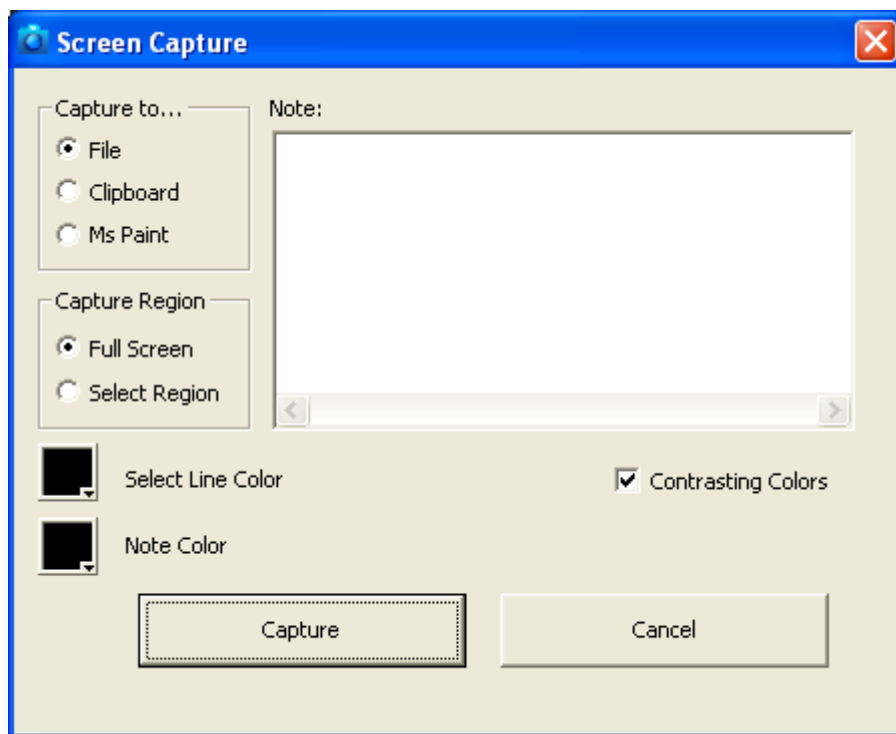 Screen Capture
Capture to...
File
Clipboard
Ms Paint
Note:
Capture Region
Full Screen
Select Region
Select Line Color
Contrasting Colors
Note Color
Capture
Cancel